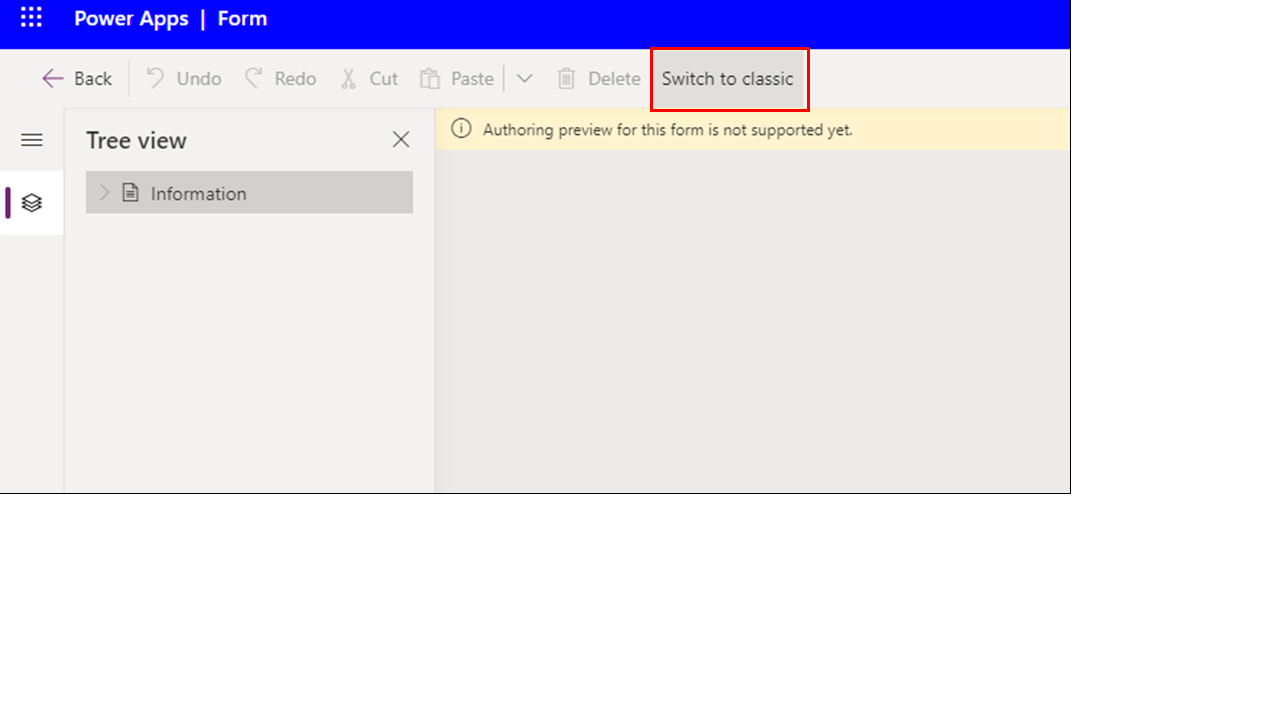 Power Apps | Form
Back Undo Redo Cut Paste Delete Switch to classic
Tree view
Authoring preview for this form is not supported yet.
Information